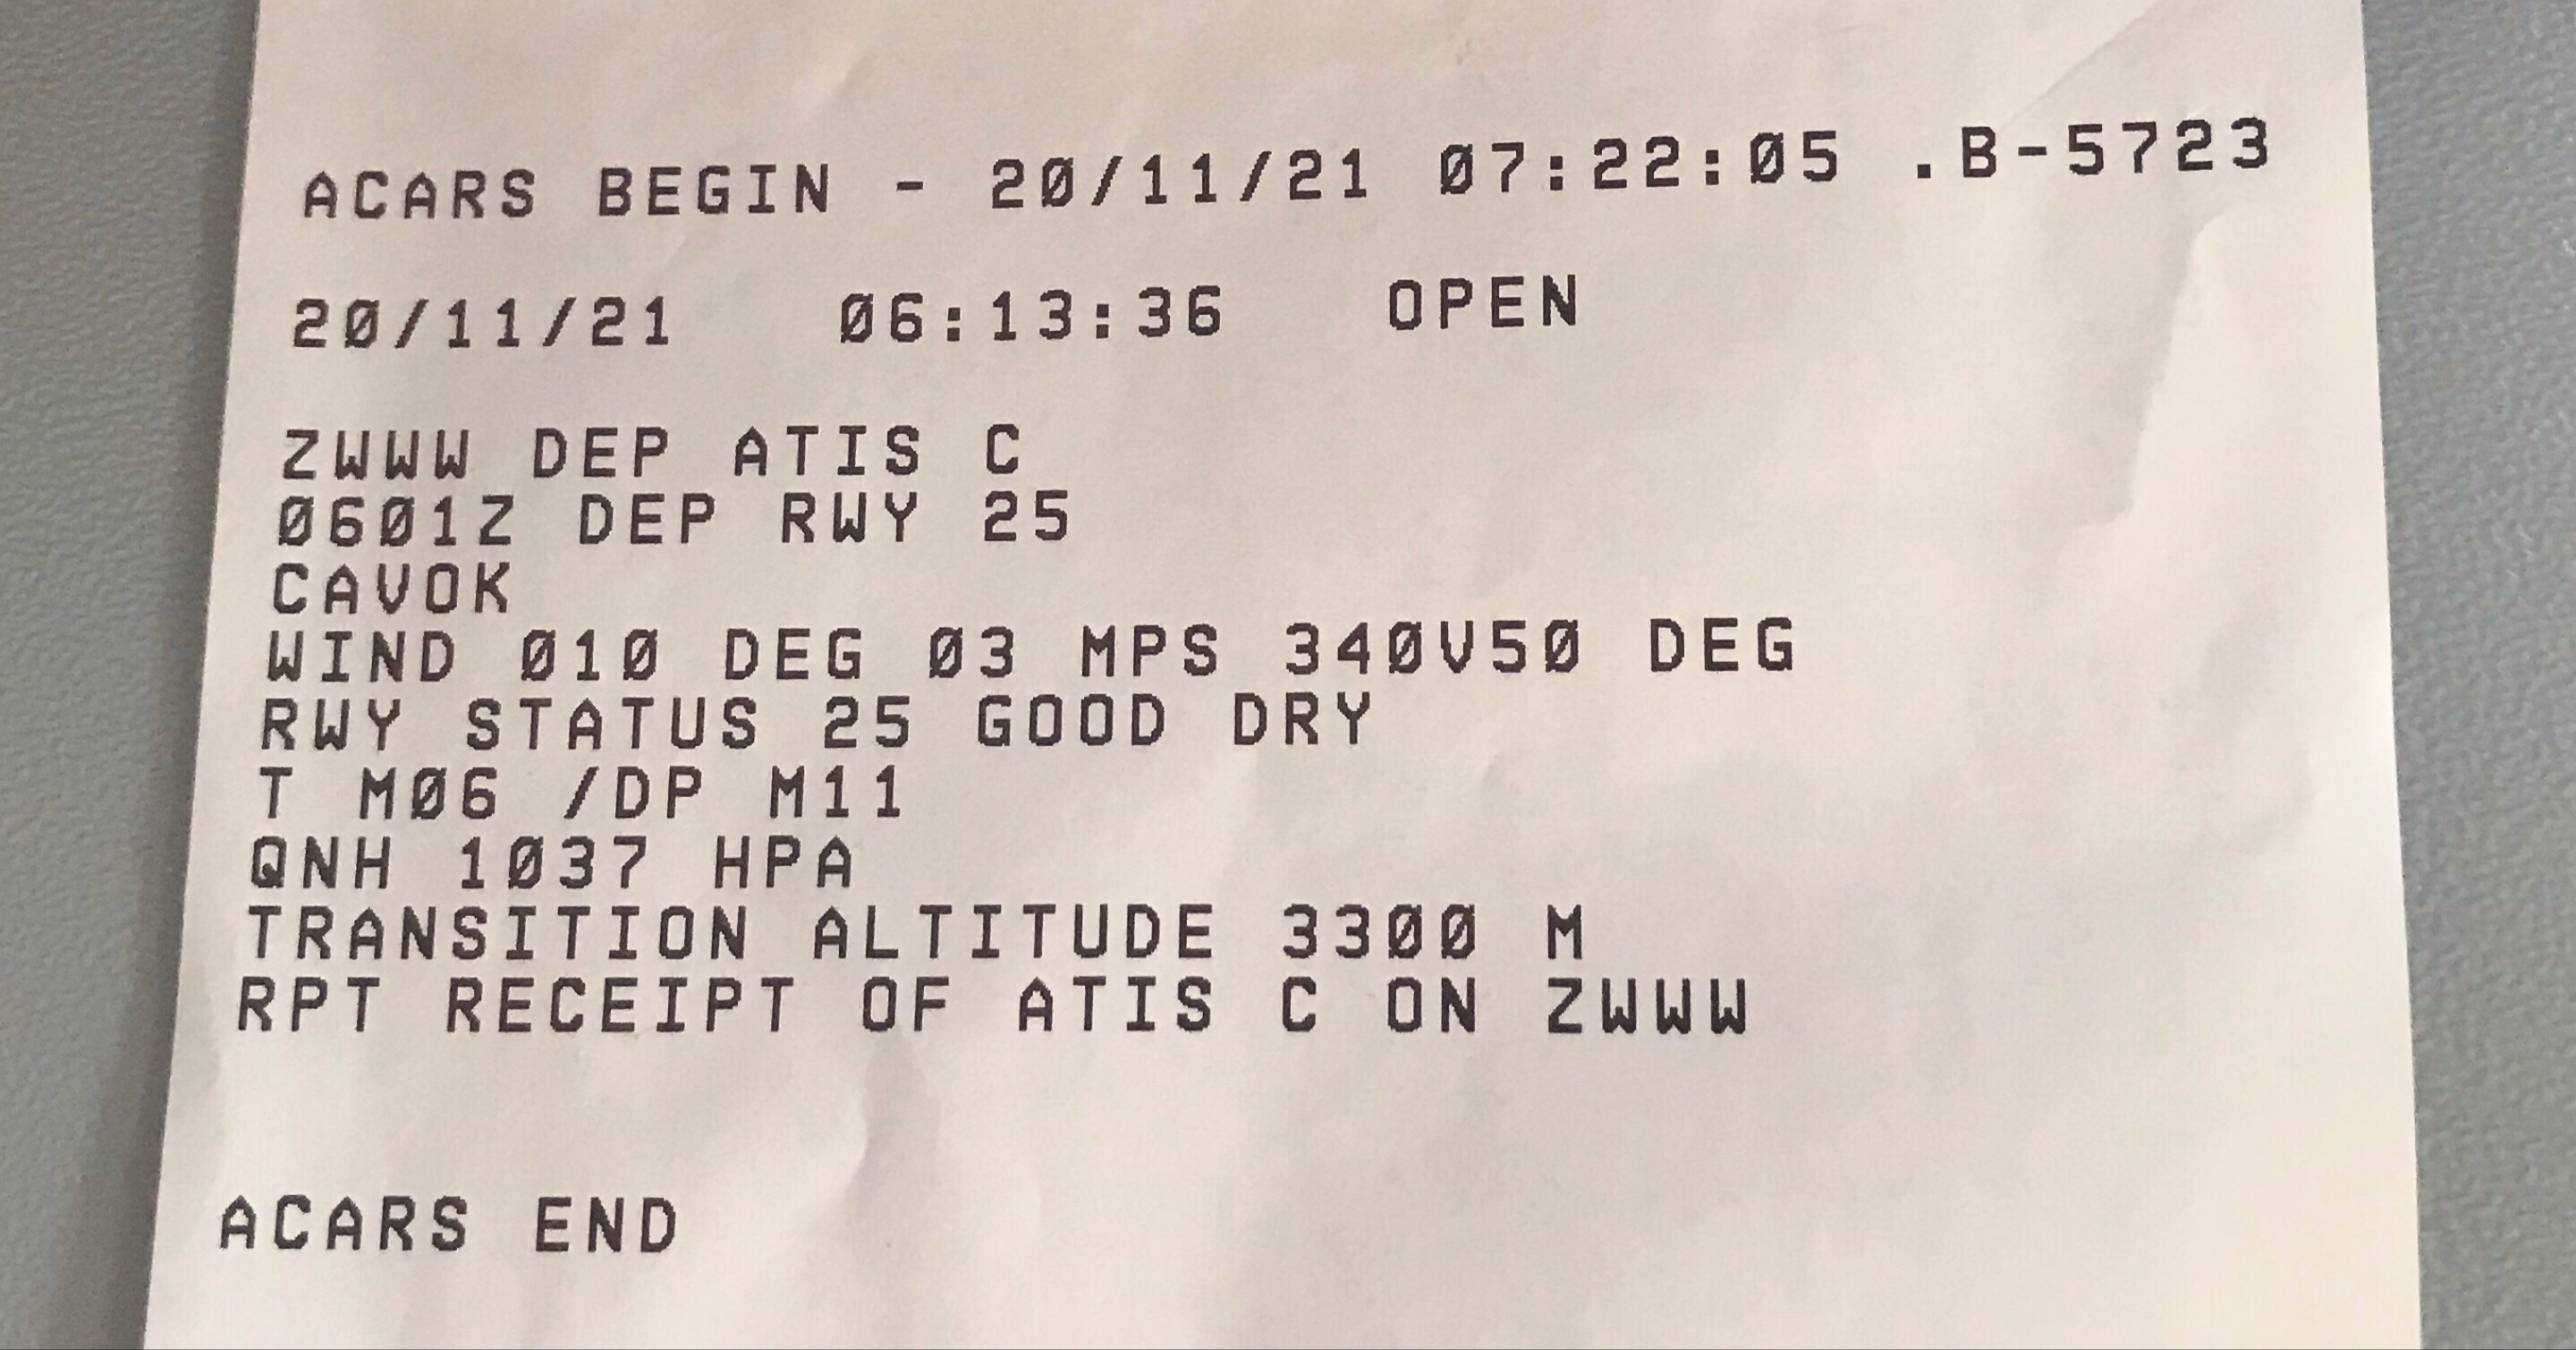 ACARS BEGIN - 20/11/21 07:22:05 .B-5723
20/11/21 06:13:36 OPEN
ZWWW DEP ATIS C
0601Z DEP RWY 25
CAVOK
WIND 010 DEG 03 MPS 340V50 DEG
RWY STATUS 25 GOOD DRY
T M06 /DP M11
QNH 1037 HPA
TRANSITION ALTITUDE 3300 M
RPT RECEIPT OF ATIS C ON ZWWW
ACARS END